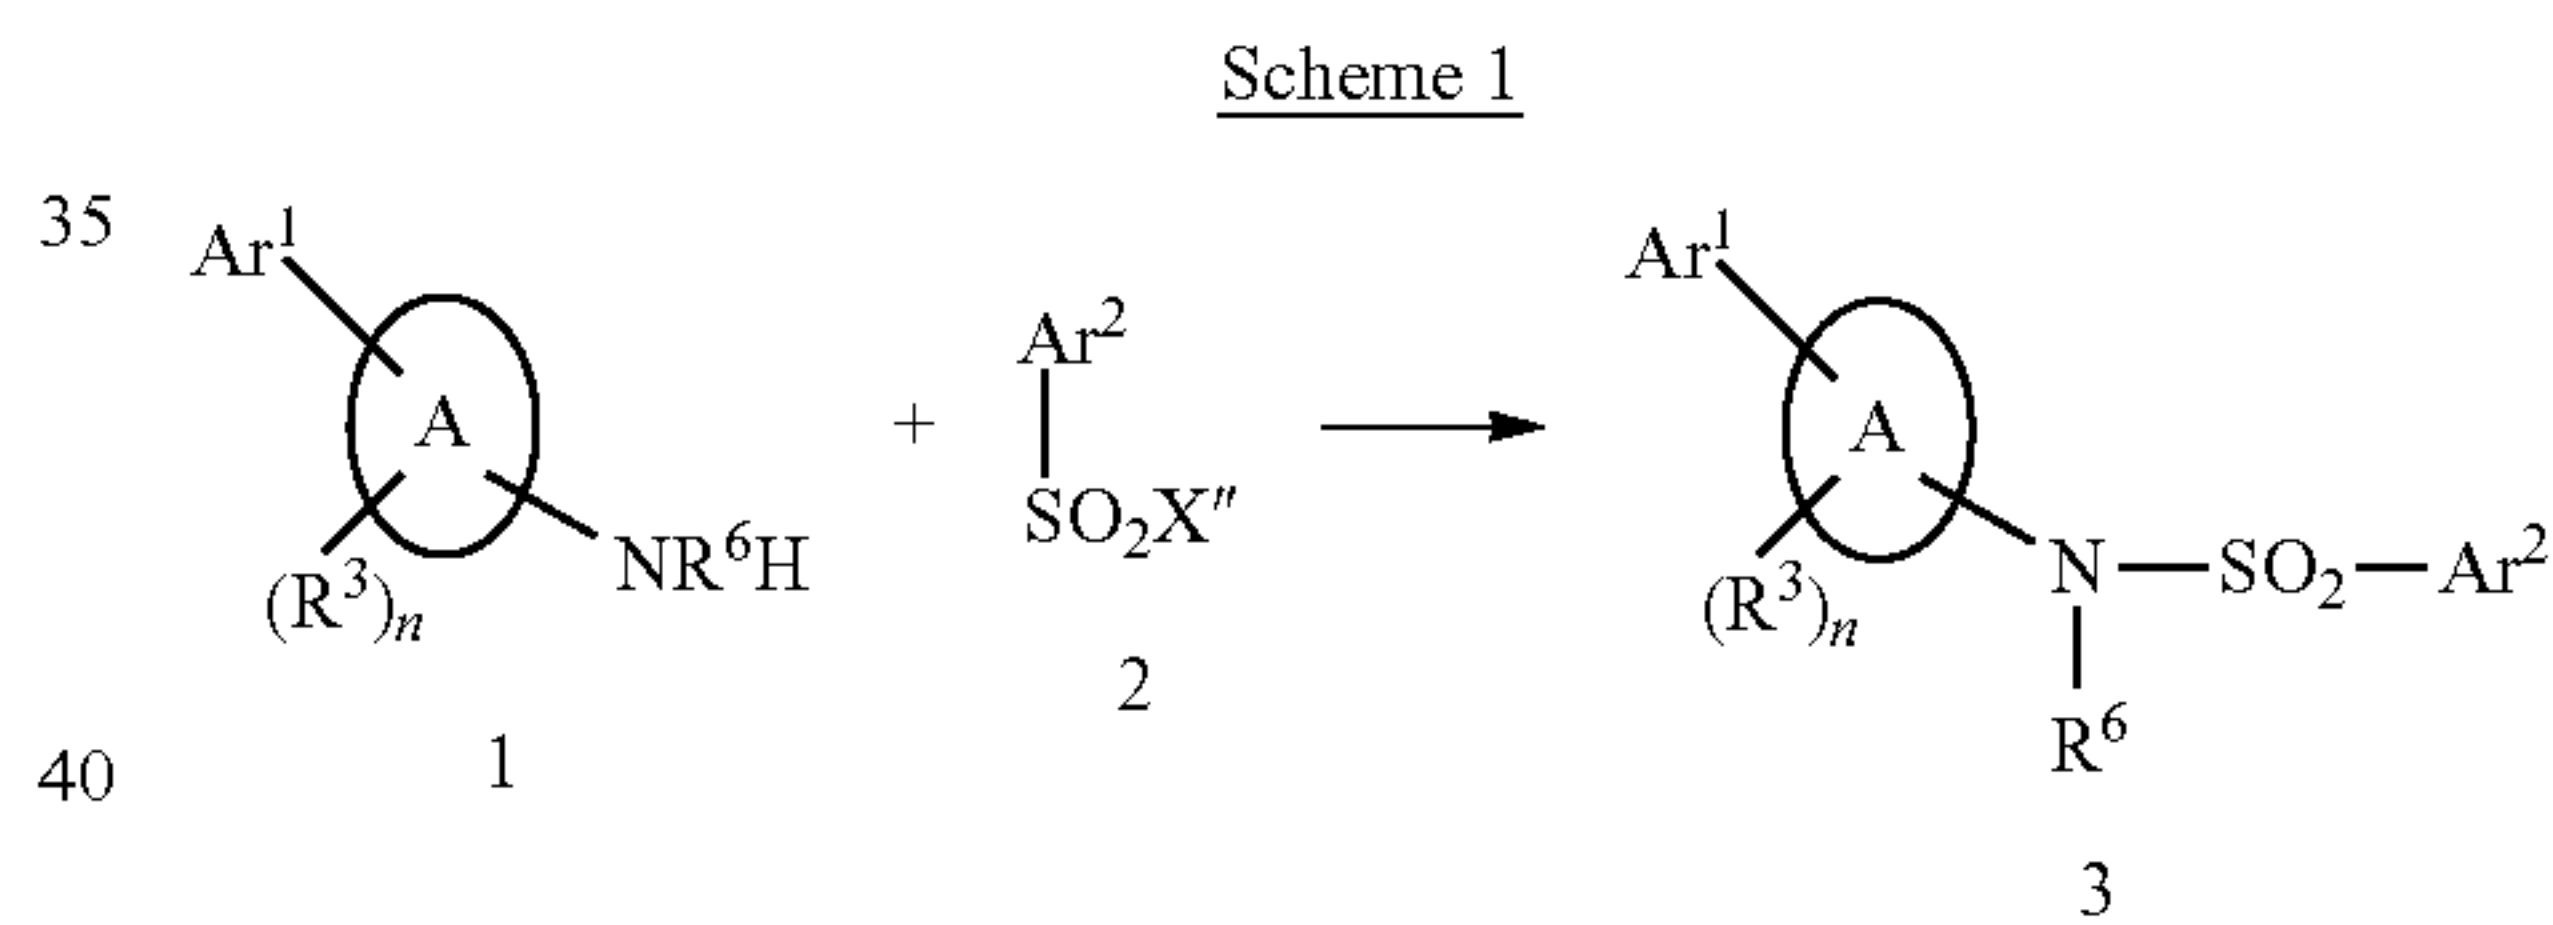 Scheme 1
35
Ar¹ Ar¹
Ar²
A + A
SO₂X″
NR⁶H N SO₂ Ar²
(R³)ₙ (R³)ₙ
2
R⁶
40 1
3